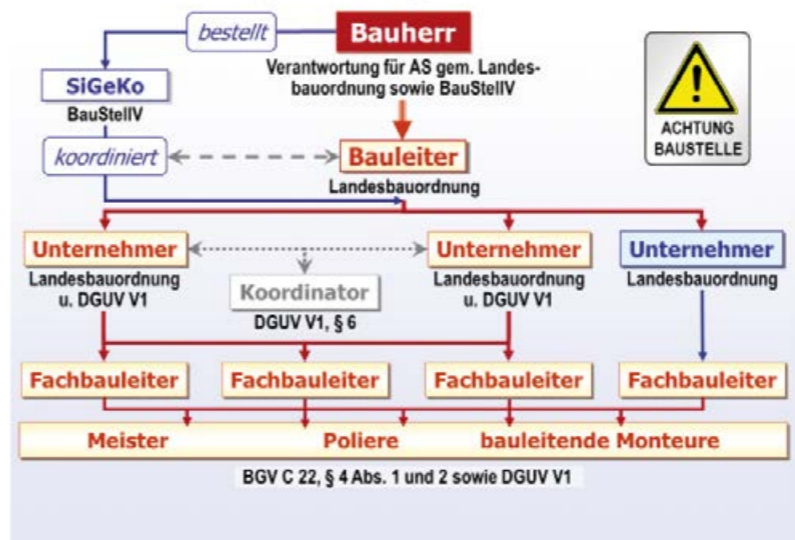 bestellt
Bauherr
Verantwortung für AS gem. Landes-
bauordnung sowie BauStellV
SiGeKo
BauStellV
ACHTUNG
BAUSTELLE
koordiniert
Bauleiter
Landesbauordnung
Unternehmer
Landesbauordnung
u. DGUV V1
Unternehmer
Landesbauordnung
u. DGUV V1
Unternehmer
Landesbauordnung
Koordinator
DGUV V1, § 6
Fachbauleiter
Fachbauleiter
Fachbauleiter
Fachbauleiter
Meister
Poliere
bauleitende Monteure
BGV C 22, § 4 Abs. 1 und 2 sowie DGUV V1